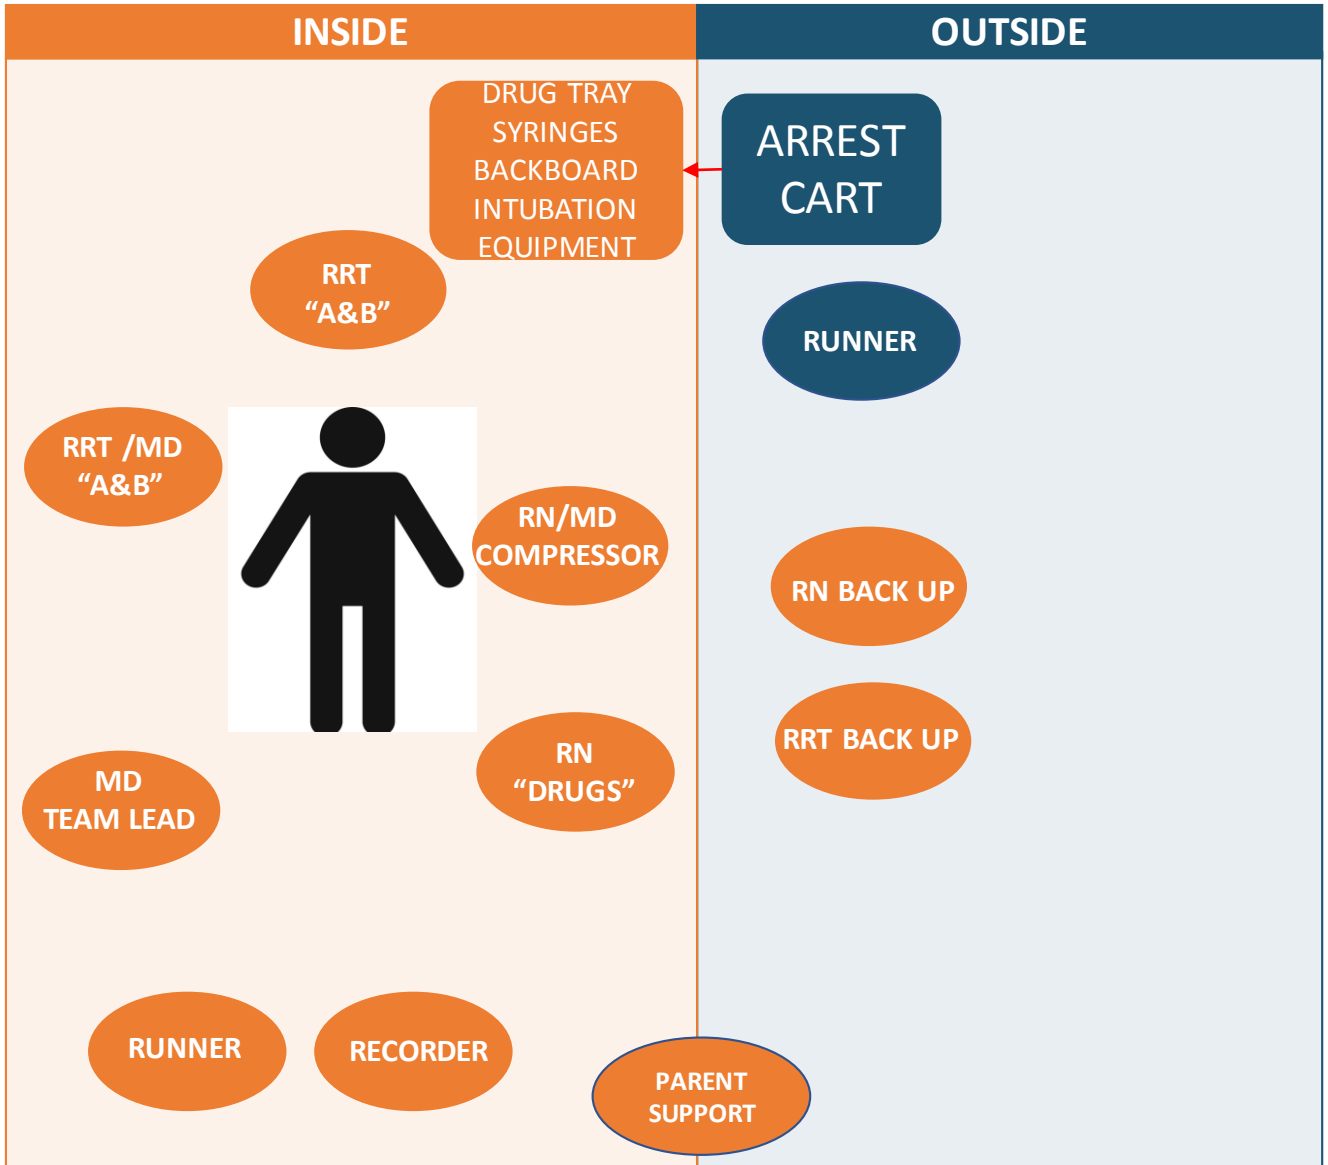 INSIDE
OUTSIDE
DRUG TRAY
SYRINGES
BACKBOARD
INTUBATION
EQUIPMENT
ARREST
CART
RRT
“A&B”
RUNNER
RRT /MD
“A&B”
RN/MD
COMPRESSOR
RN BACK UP
RN
“DRUGS”
RRT BACK UP
MD
TEAM LEAD
RUNNER
RECORDER
PARENT
SUPPORT